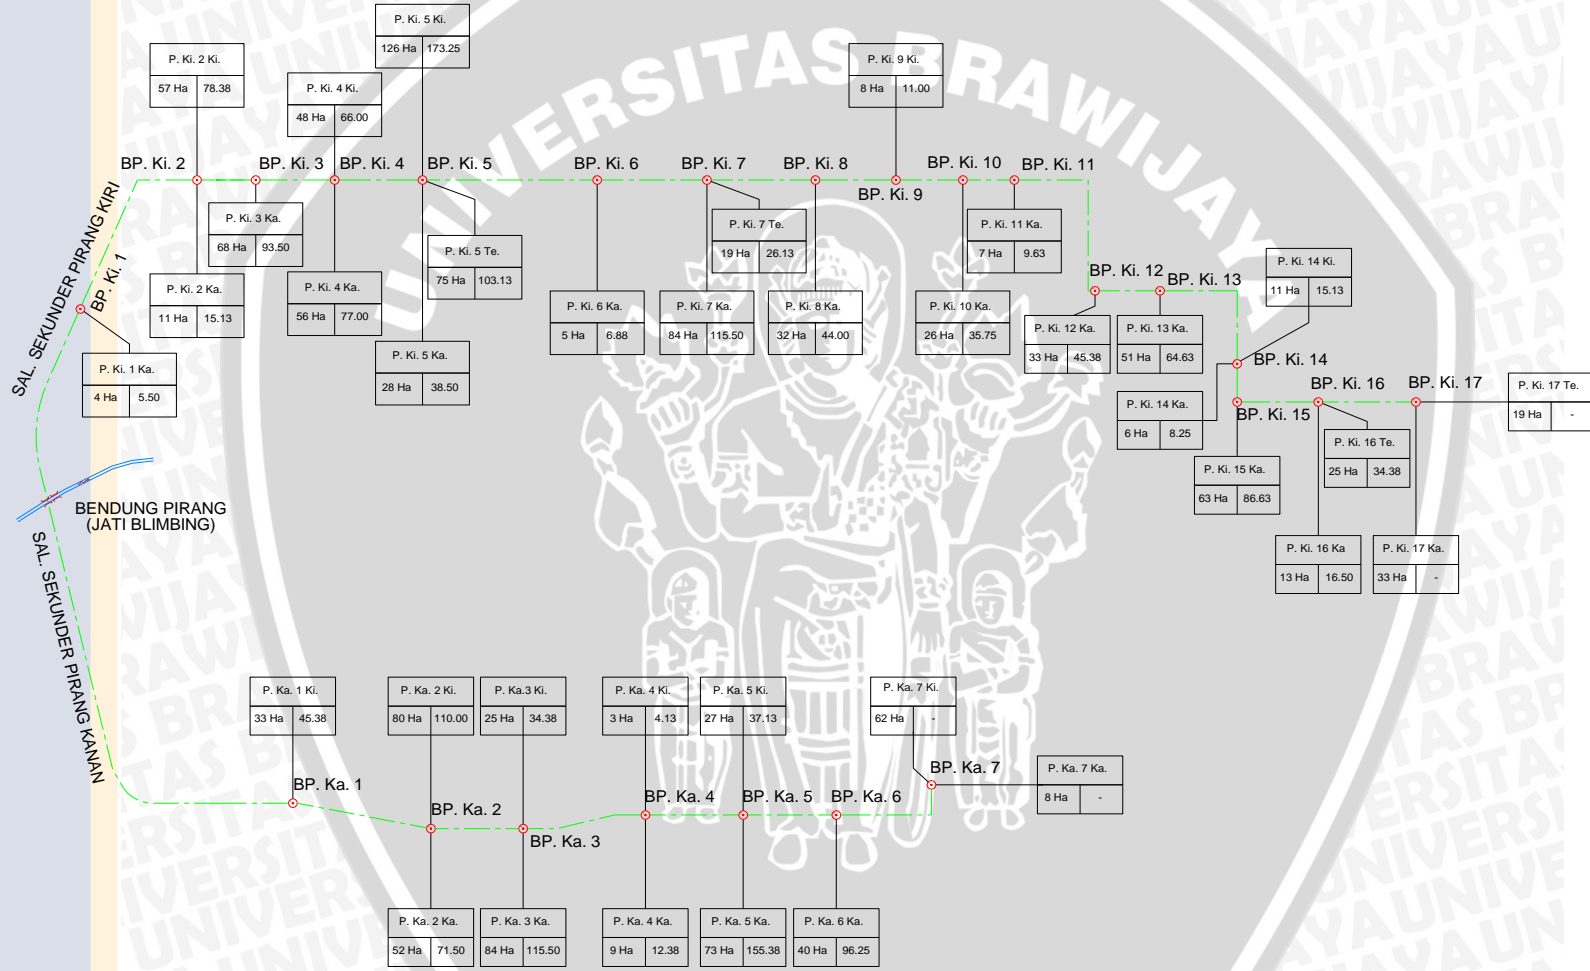 UNIVERSITAS BRAWIJAYA
P. Ki. 5 Ki.
126 Ha 173.25
P. Ki. 2 Ki.
57 Ha 78.38
P. Ki. 4 Ki.
48 Ha 66.00
P. Ki. 9 Ki.
8 Ha 11.00
BP. Ki. 2
BP. Ki. 3
BP. Ki. 4
BP. Ki. 5
BP. Ki. 6
BP. Ki. 7
BP. Ki. 8
BP. Ki. 9
BP. Ki. 10
BP. Ki. 11
SAL. SEKUNDER PIRANG KIRI
BP. Ki. 1
P. Ki. 3 Ka.
68 Ha 93.50
P. Ki. 5 Te.
75 Ha 103.13
P. Ki. 7 Te.
19 Ha 26.13
P. Ki. 11 Ka.
7 Ha 9.63
P. Ki. 2 Ka.
11 Ha 15.13
P. Ki. 4 Ka.
56 Ha 77.00
P. Ki. 6 Ka.
5 Ha 6.88
P. Ki. 7 Ka.
84 Ha 115.50
P. Ki. 8 Ka.
32 Ha 44.00
P. Ki. 10 Ka.
26 Ha 35.75
BP. Ki. 12
BP. Ki. 13
P. Ki. 14 Ki.
11 Ha 15.13
P. Ki. 12 Ka.
33 Ha 45.38
P. Ki. 13 Ka.
51 Ha 64.63
P. Ki. 1 Ka.
4 Ha 5.50
P. Ki. 5 Ka.
28 Ha 38.50
BP. Ki. 14
BP. Ki. 15
BP. Ki. 16
BP. Ki. 17
P. Ki. 17 Te.
19 Ha -
P. Ki. 14 Ka.
6 Ha 8.25
P. Ki. 16 Te.
25 Ha 34.38
P. Ki. 15 Ka.
63 Ha 86.63
BENDUNG PIRANG
(JATI BLIMBING)
P. Ki. 16 Ka
13 Ha 16.50
P. Ki. 17 Ka.
33 Ha -
SAL. SEKUNDER PIRANG KANAN
P. Ka. 1 Ki.
33 Ha 45.38
P. Ka. 2 Ki.
80 Ha 110.00
P. Ka.3 Ki.
25 Ha 34.38
P. Ka. 4 Ki.
3 Ha 4.13
P. Ka. 5 Ki.
27 Ha 37.13
P. Ka. 7 Ki.
62 Ha -
P. Ka. 7 Ka.
8 Ha -
BP. Ka. 1
BP. Ka. 2
BP. Ka. 3
BP. Ka. 4
BP. Ka. 5
BP. Ka. 6
BP. Ka. 7
P. Ka. 2 Ka.
52 Ha 71.50
P. Ka. 3 Ka.
84 Ha 115.50
P. Ka. 4 Ka.
9 Ha 12.38
P. Ka. 5 Ka.
73 Ha 155.38
P. Ka. 6 Ka.
40 Ha 96.25